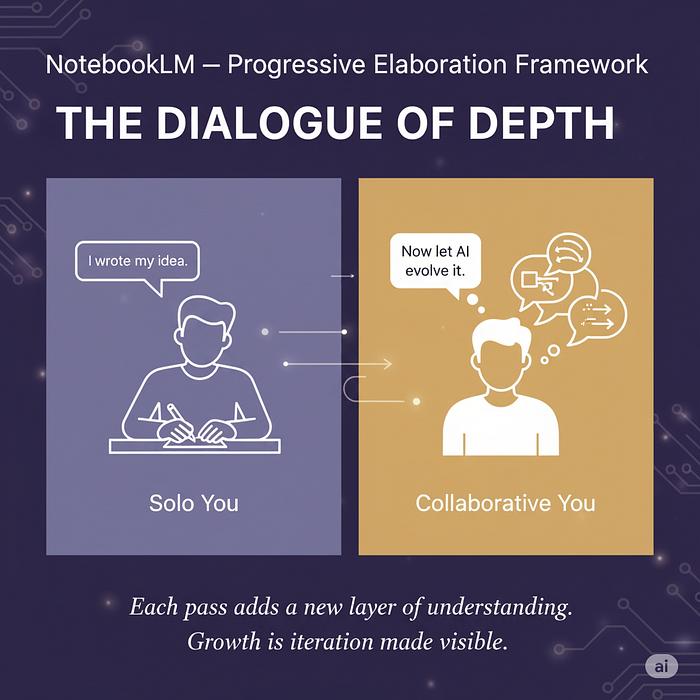 NotebookLM — Progressive Elaboration Framework
THE DIALOGUE OF DEPTH
I wrote my idea.
Solo You
Now let AI
evolve it.
Collaborative You
Each pass adds a new layer of understanding.
Growth is iteration made visible.
ai